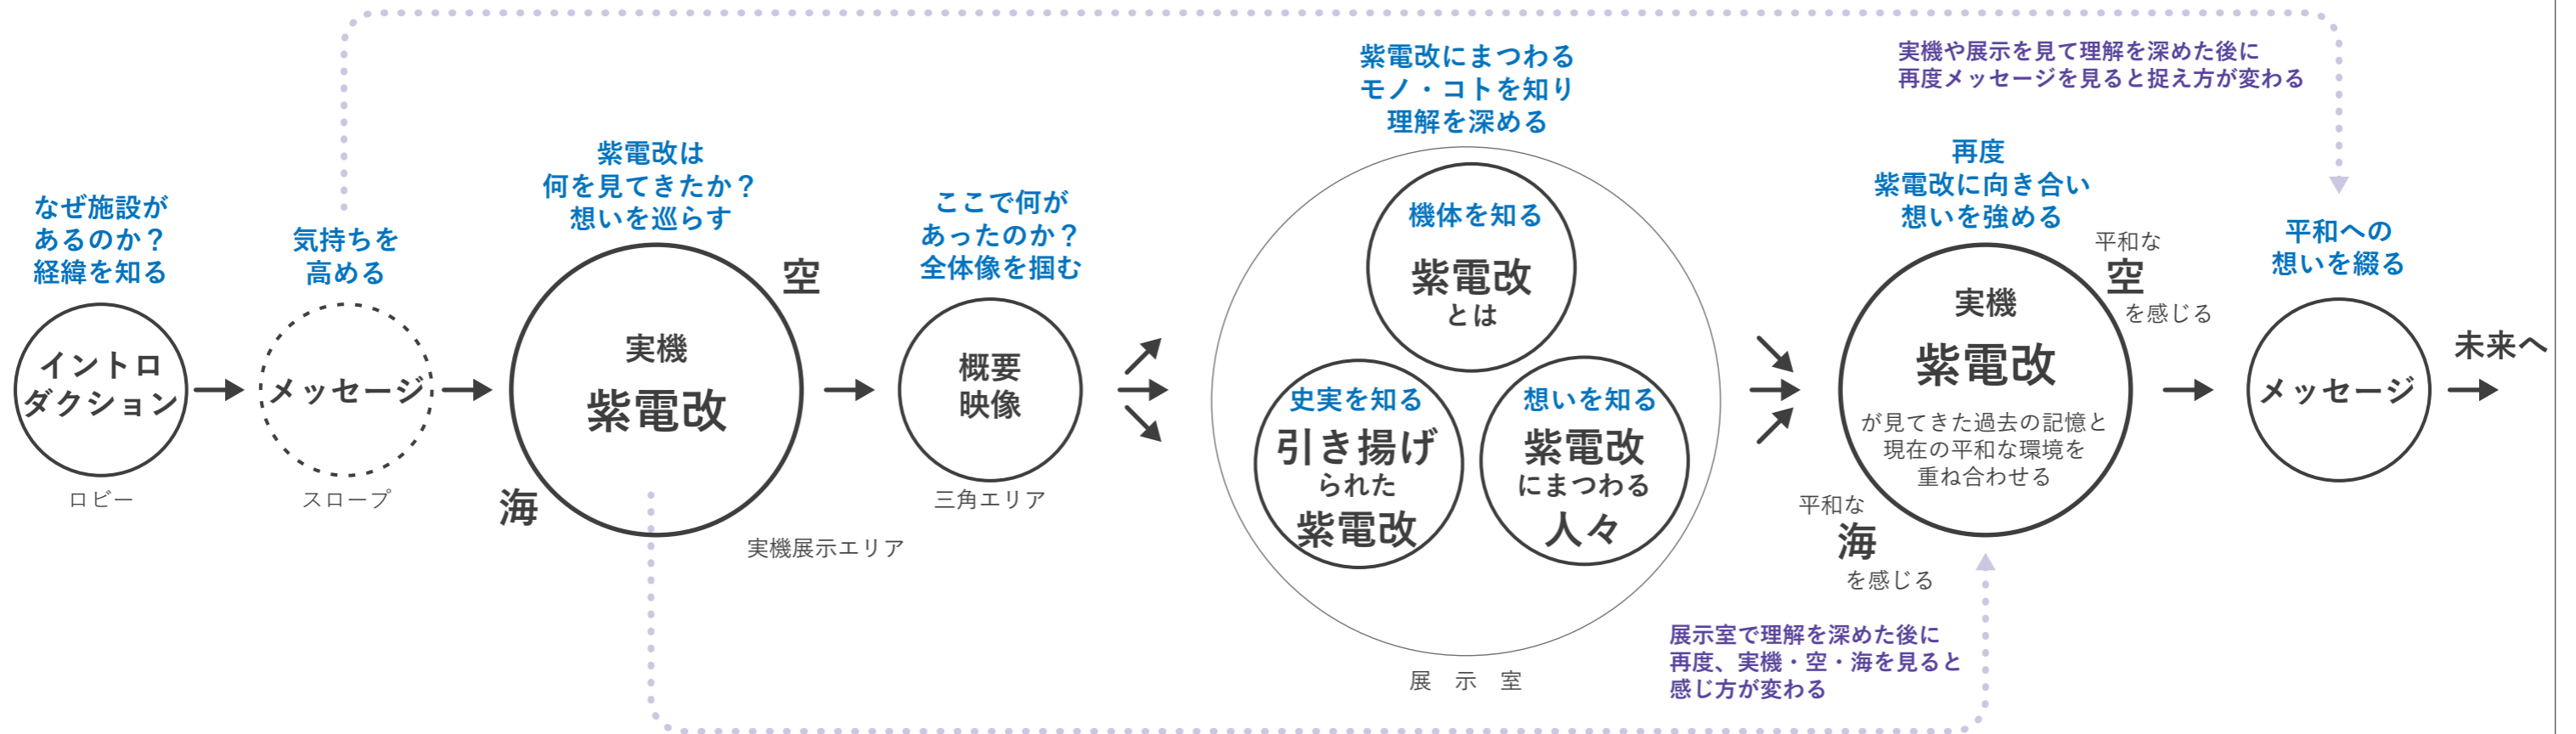 なぜ施設が
あるのか？
経緯を知る
イントロ
ダクション
ロビー
気持ちを
高める
メッセージ
スロープ
紫電改は
何を見てきたか？
想いを巡らす
空
実機
紫電改
海
実機展示エリア
ここで何が
あったのか？
全体像を掴む
概要
映像
三角エリア
紫電改にまつわる
モノ・コトを知り
理解を深める
機体を知る
紫電改
とは
史実を知る
引き揚げ
られた
紫電改
想いを知る
紫電改
にまつわる
人々
展示室
実機や展示を見て理解を深めた後に
再度メッセージを見ると捉え方が変わる
再度
紫電改に向き合い
想いを強める
平和な
空
を感じる
実機
紫電改
が見てきた過去の記憶と
現在の平和な環境を
重ね合わせる
平和な
海
を感じる
展示室で理解を深めた後に
再度、実機・空・海を見ると
感じ方が変わる
平和への
想いを綴る
メッセージ
未来へ